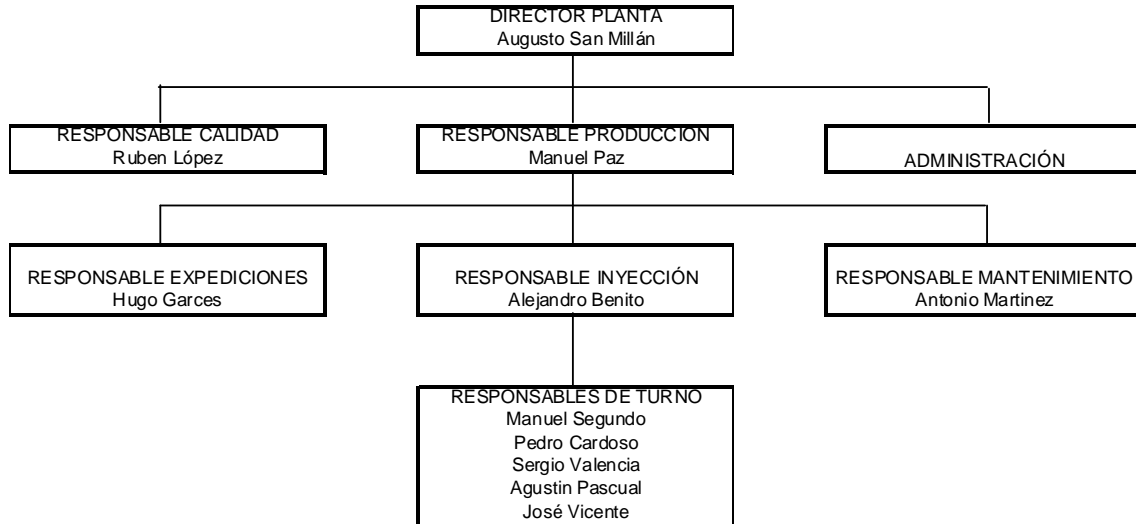 DIRECTOR PLANTA
Augusto San Millán
RESPONSABLE CALIDAD
Ruben López
RESPONSABLE PRODUCCIÓN
Manuel Paz
ADMINISTRACIÓN
RESPONSABLE EXPEDICIONES
Hugo Garces
RESPONSABLE INYECCIÓN
Alejandro Benito
RESPONSABLE MANTENIMIENTO
Antonio Martinez
RESPONSABLES DE TURNO
Manuel Segundo
Pedro Cardoso
Sergio Valencia
Agustin Pascual
José Vicente